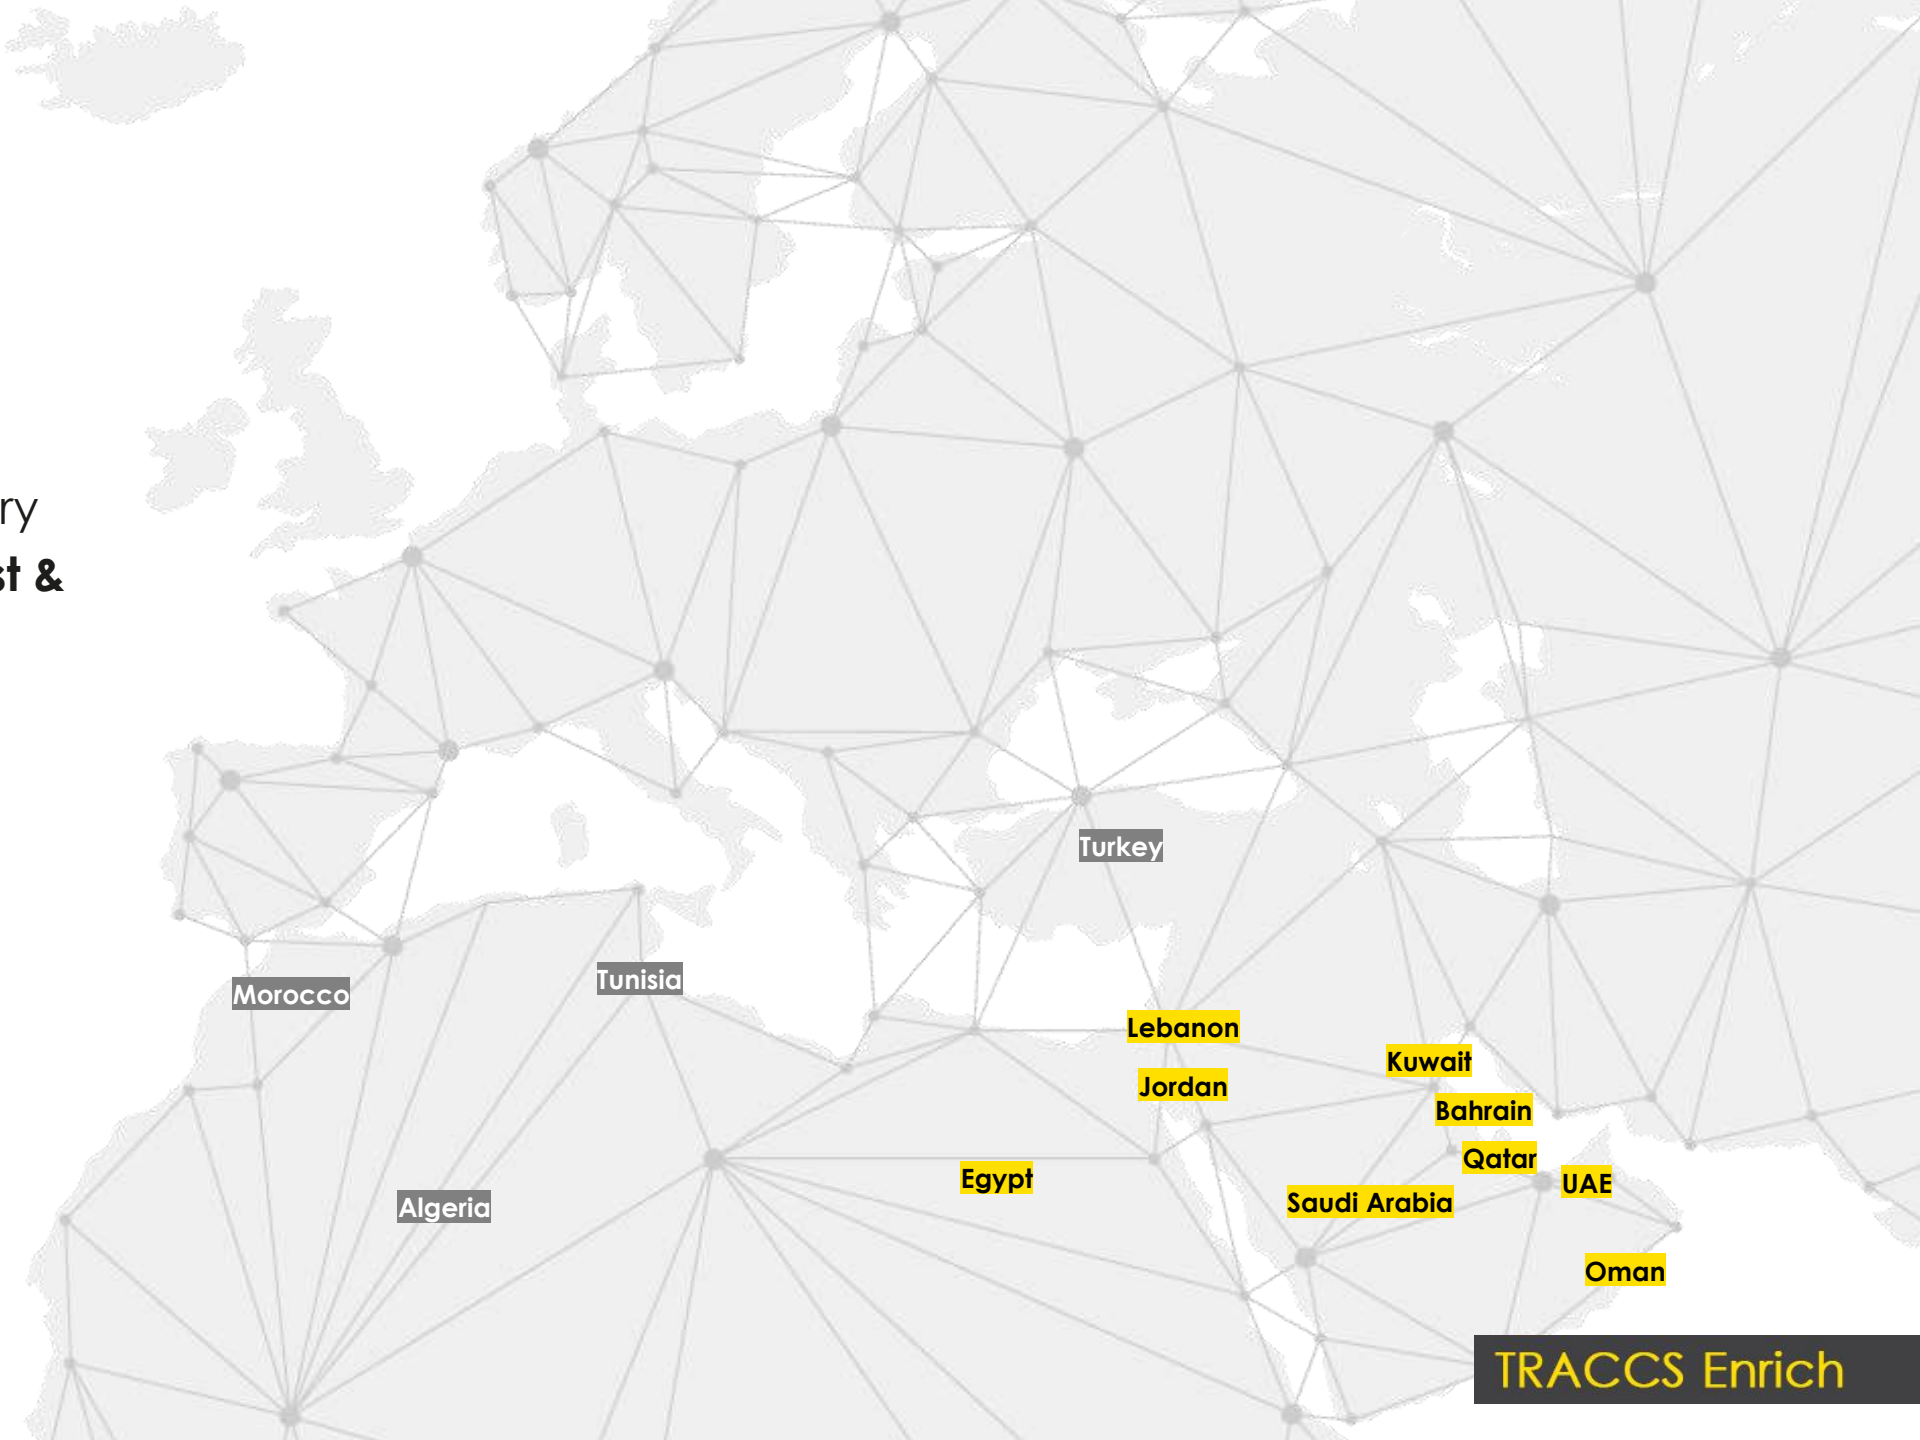 ry
st &
Turkey
Morocco
Tunisia
Lebanon
Kuwait
Jordan
Bahrain
Qatar
Egypt
UAE
Saudi Arabia
Algeria
Oman
TRACCS Enrich